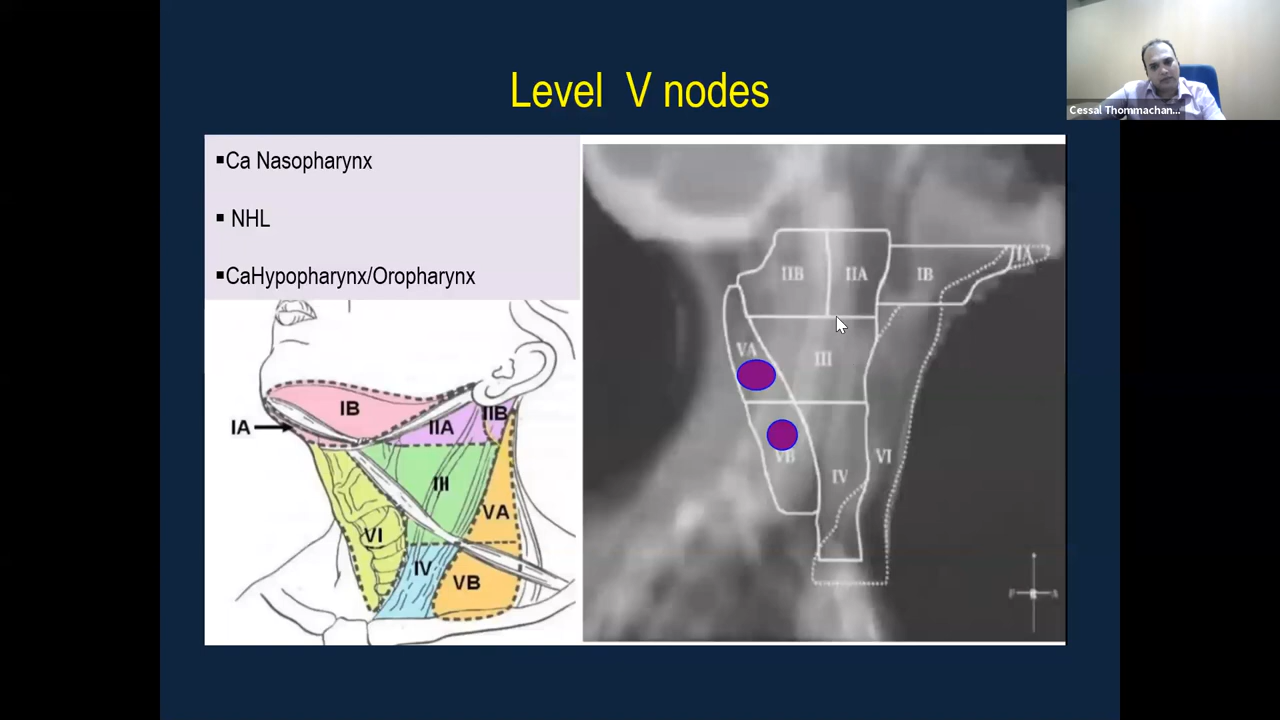 Level V nodes
Cessal Thommachan...
▪Ca Nasopharynx
▪ NHL
▪CaHypopharynx/Oropharynx
IB
IA
IIA
IIB
III
VA
VI
IV
VB
IIB
IIA
IB
IA
VA
III
VB
IV
VI